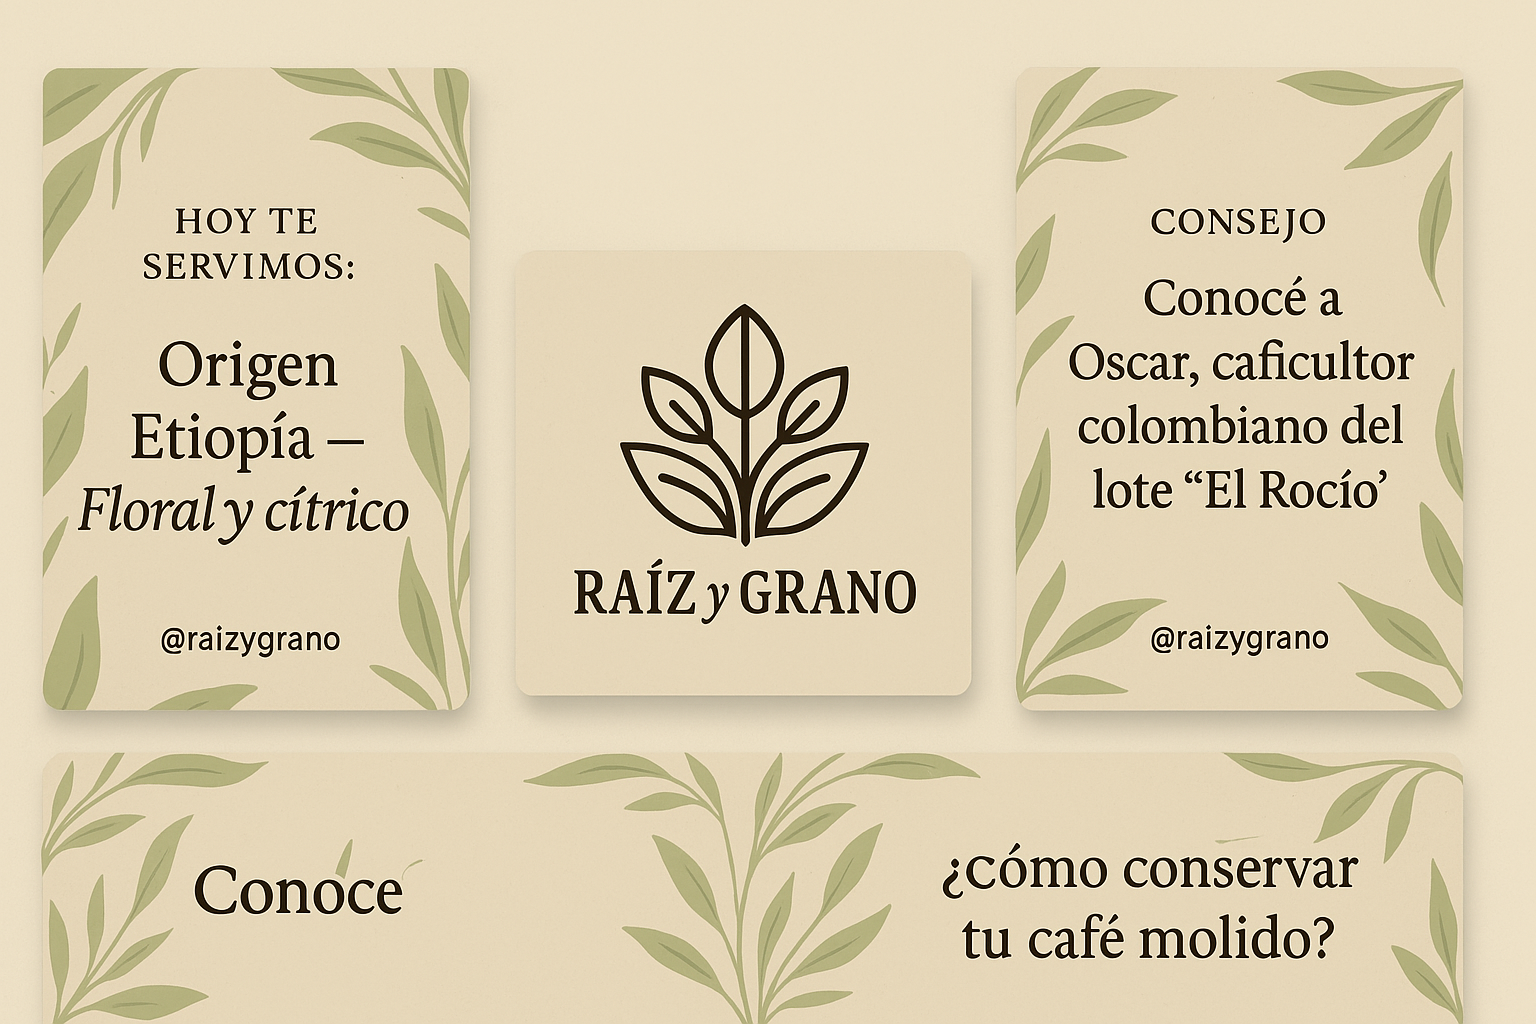 HOY TE
SERVIMOS:
Origen
Etiopía –
Floral y cítrico
@raizygrano
RAÍZ y GRANO
CONSEJO
Conocé a
Oscar, caficultor
colombiano del
lote “El Rocío’
@raizygrano
Conoce
¿cómo conservar
tu café molido?